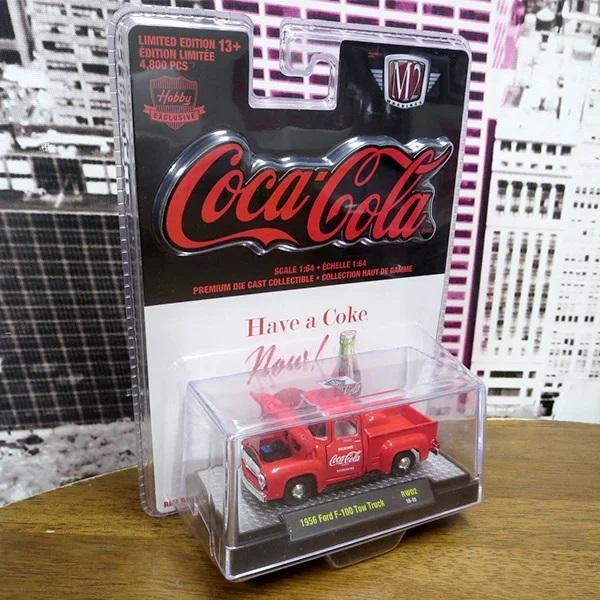 LIMITED EDITION 13+
ÉDITION LIMITÉE
4,800 PCS
Hobby
EXCLUSIVE
M2
MACHINES
Coca-Cola
SCALE 1:64 • ÉCHELLE 1:64
PREMIUM DIE CAST COLLECTIBLE • COLLECTION HAUT DE GAMME
Have a Coke
Now!
Coca-Cola
1956 Ford F-100 Tow Truck
RW02